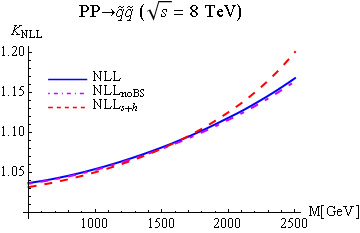 PP→q̃q̃ (√s = 8 TeV)
K_NLL
1.20
1.15
1.10
1.05
NLL
NLL_noBS
NLL_s+h
1000
1500
2000
2500
M[GeV]